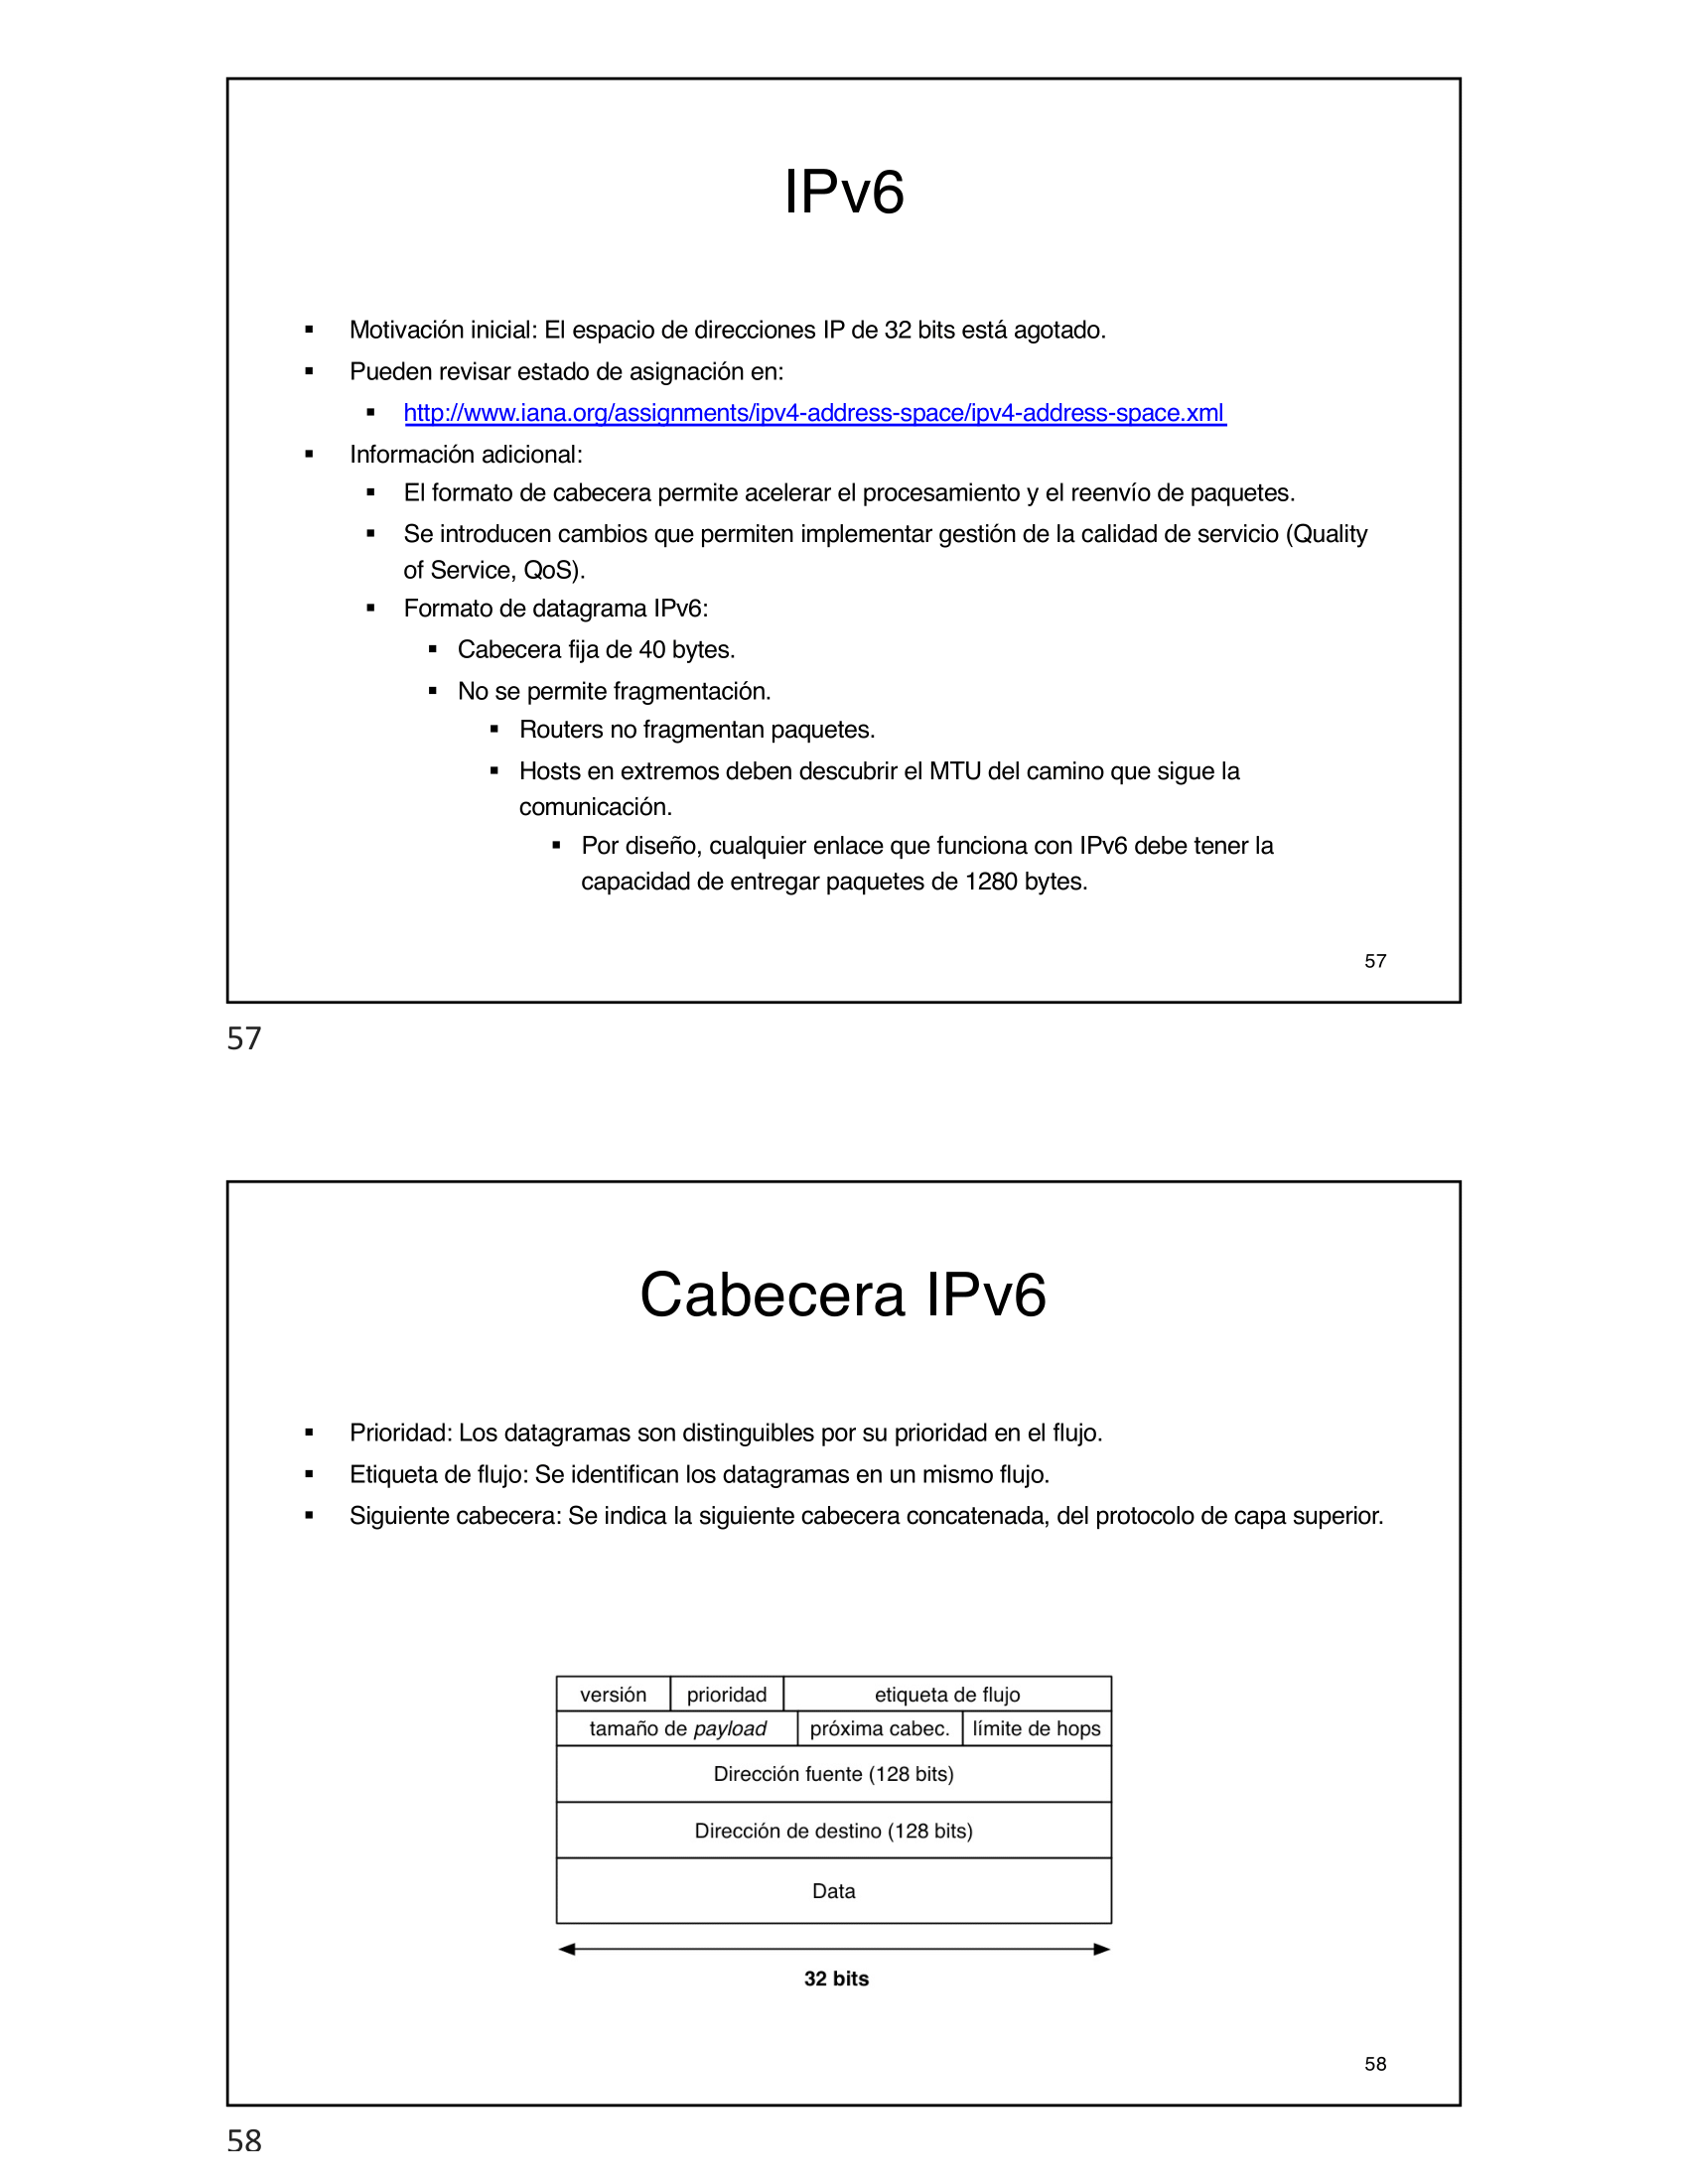 IPv6
▪ Motivación inicial: El espacio de direcciones IP de 32 bits está agotado.
▪ Pueden revisar estado de asignación en:
▪ http://www.iana.org/assignments/ipv4-address-space/ipv4-address-space.xml
▪ Información adicional:
▪ El formato de cabecera permite acelerar el procesamiento y el reenvío de paquetes.
▪ Se introducen cambios que permiten implementar gestión de la calidad de servicio (Quality
of Service, QoS).
▪ Formato de datagrama IPv6:
▪ Cabecera fija de 40 bytes.
▪ No se permite fragmentación.
▪ Routers no fragmentan paquetes.
▪ Hosts en extremos deben descubrir el MTU del camino que sigue la
comunicación.
▪ Por diseño, cualquier enlace que funciona con IPv6 debe tener la
capacidad de entregar paquetes de 1280 bytes.
57
57
Cabecera IPv6
▪ Prioridad: Los datagramas son distinguibles por su prioridad en el flujo.
▪ Etiqueta de flujo: Se identifican los datagramas en un mismo flujo.
▪ Siguiente cabecera: Se indica la siguiente cabecera concatenada, del protocolo de capa superior.
versión prioridad etiqueta de flujo
tamaño de payload próxima cabec. límite de hops
Dirección fuente (128 bits)
Dirección de destino (128 bits)
Data
32 bits
58
58